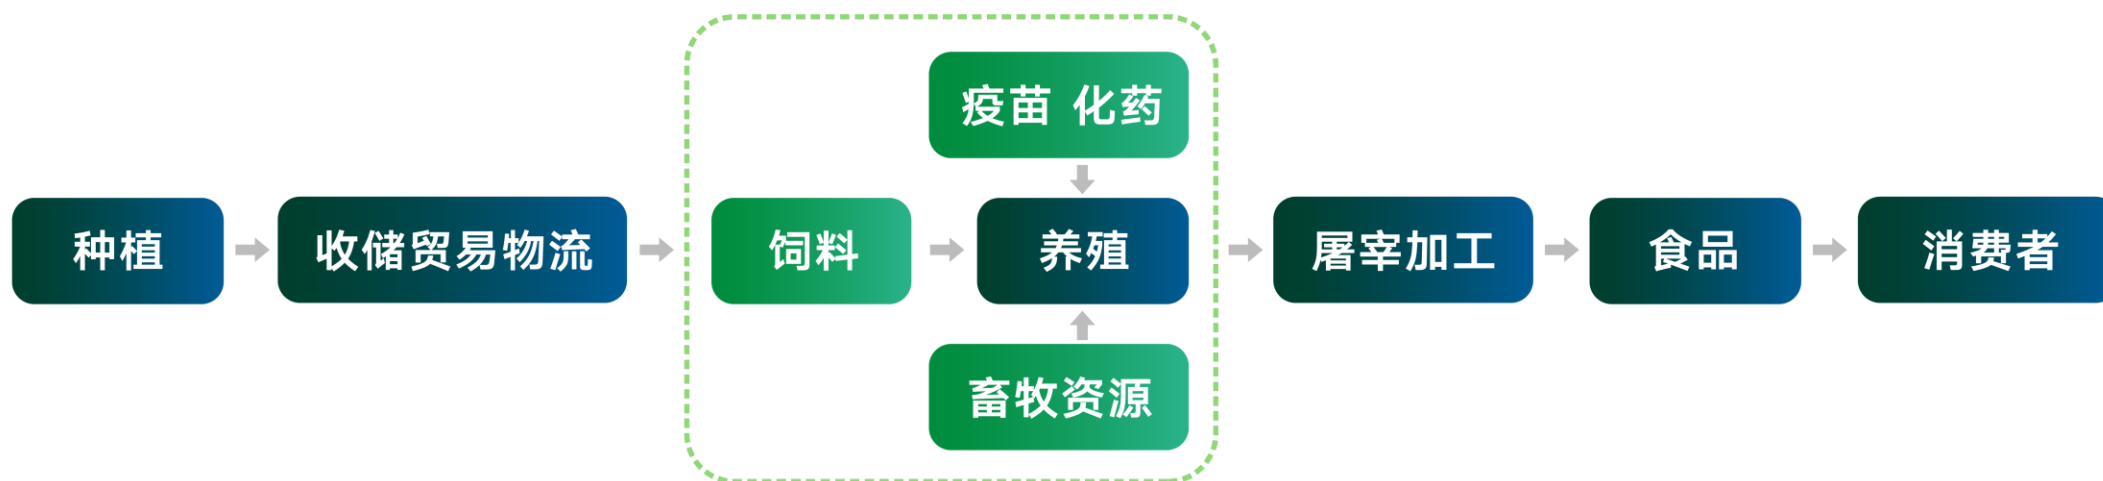 疫苗 化药
种植
收储贸易物流
饲料
养殖
屠宰加工
食品
消费者
畜牧资源